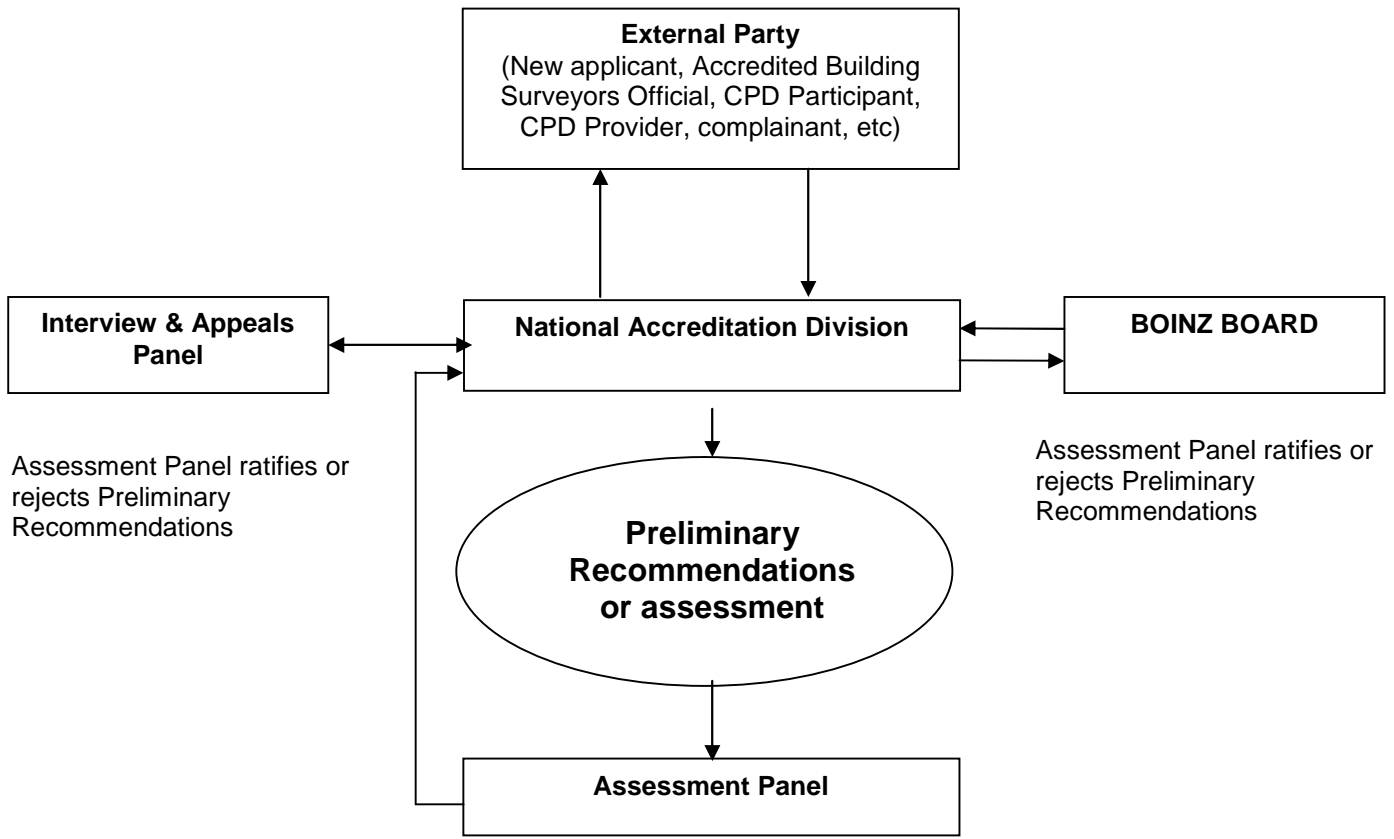 External Party
(New applicant, Accredited Building
Surveyors Official, CPD Participant,
CPD Provider, complainant, etc)
Interview & Appeals
Panel
National Accreditation Division
BOINZ BOARD
Assessment Panel ratifies or
rejects Preliminary
Recommendations
Assessment Panel ratifies or
rejects Preliminary
Recommendations
Preliminary
Recommendations
or assessment
Assessment Panel